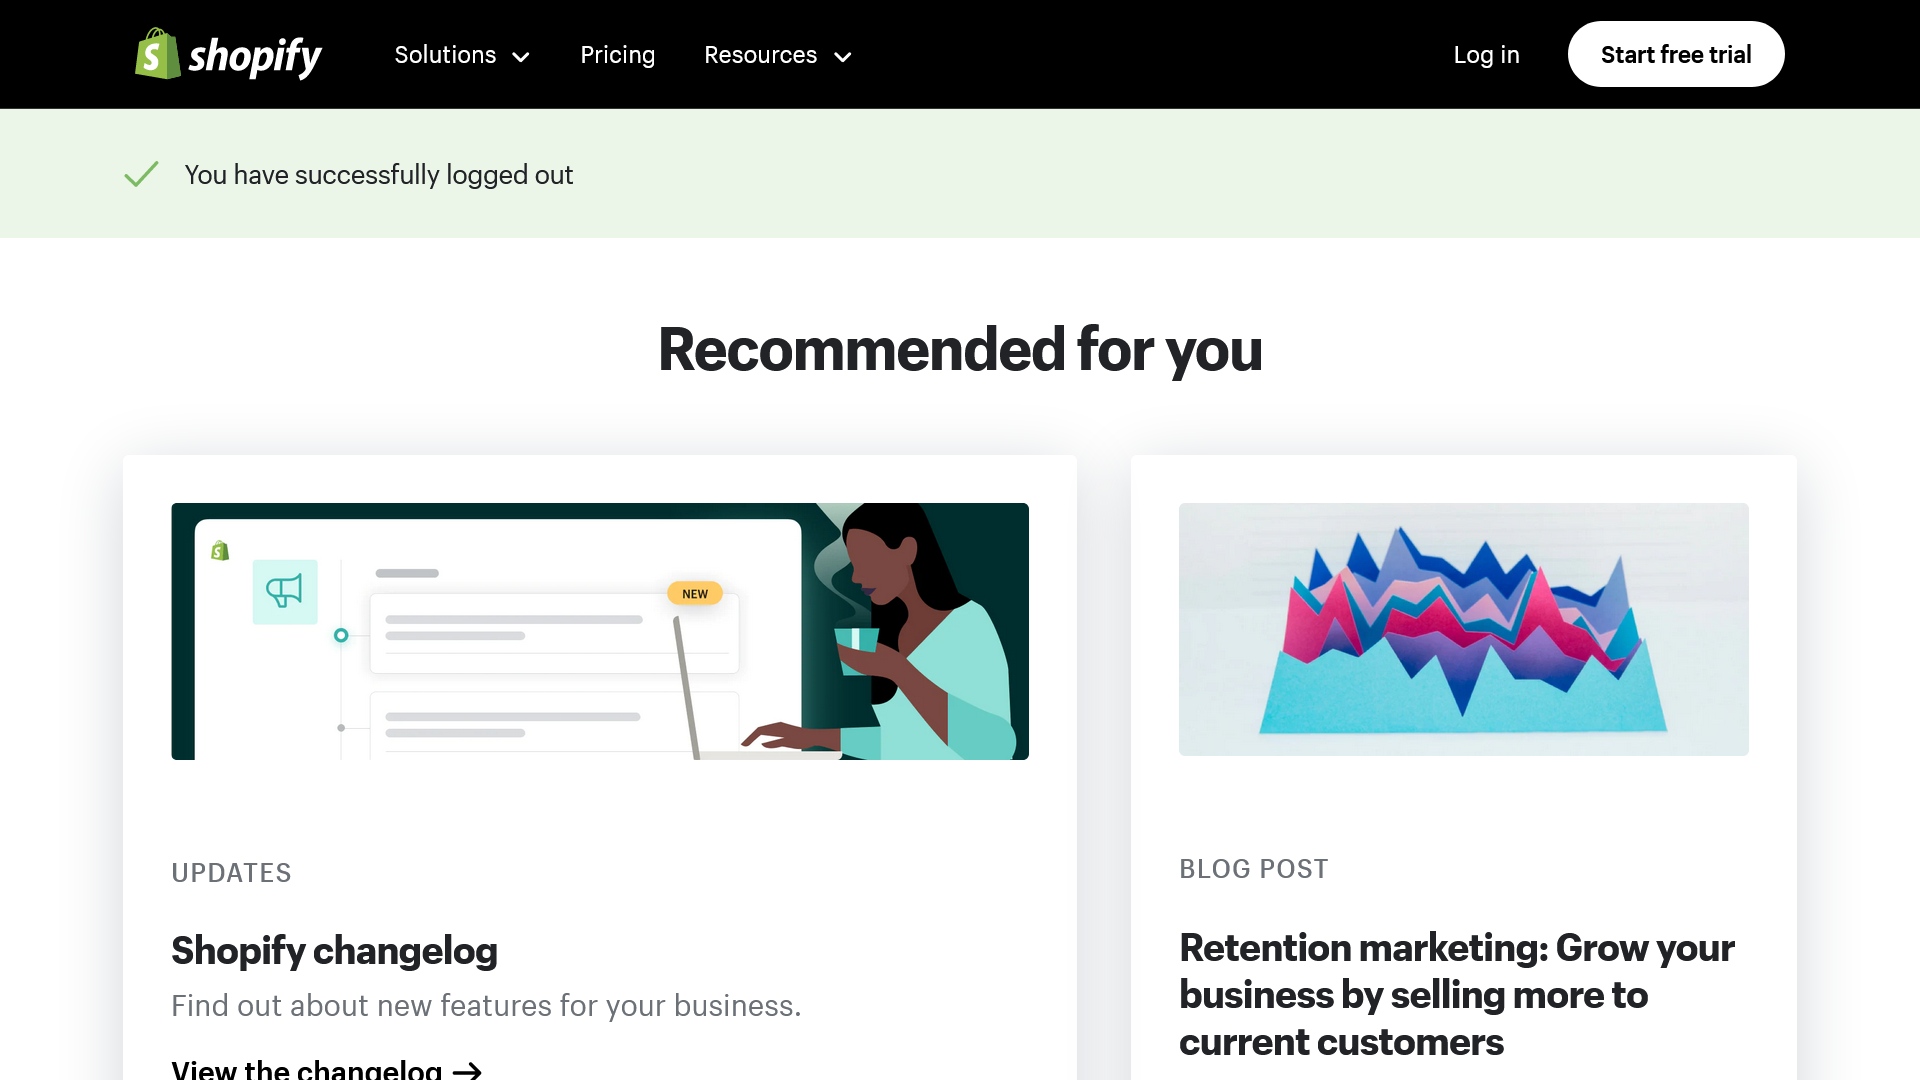 shopify
Solutions
Pricing
Resources
Log in
Start free trial
You have successfully logged out
Recommended for you
NEW
UPDATES
Shopify changelog
Find out about new features for your business.
View the changelog →
BLOG POST
Retention marketing: Grow your
business by selling more to
current customers